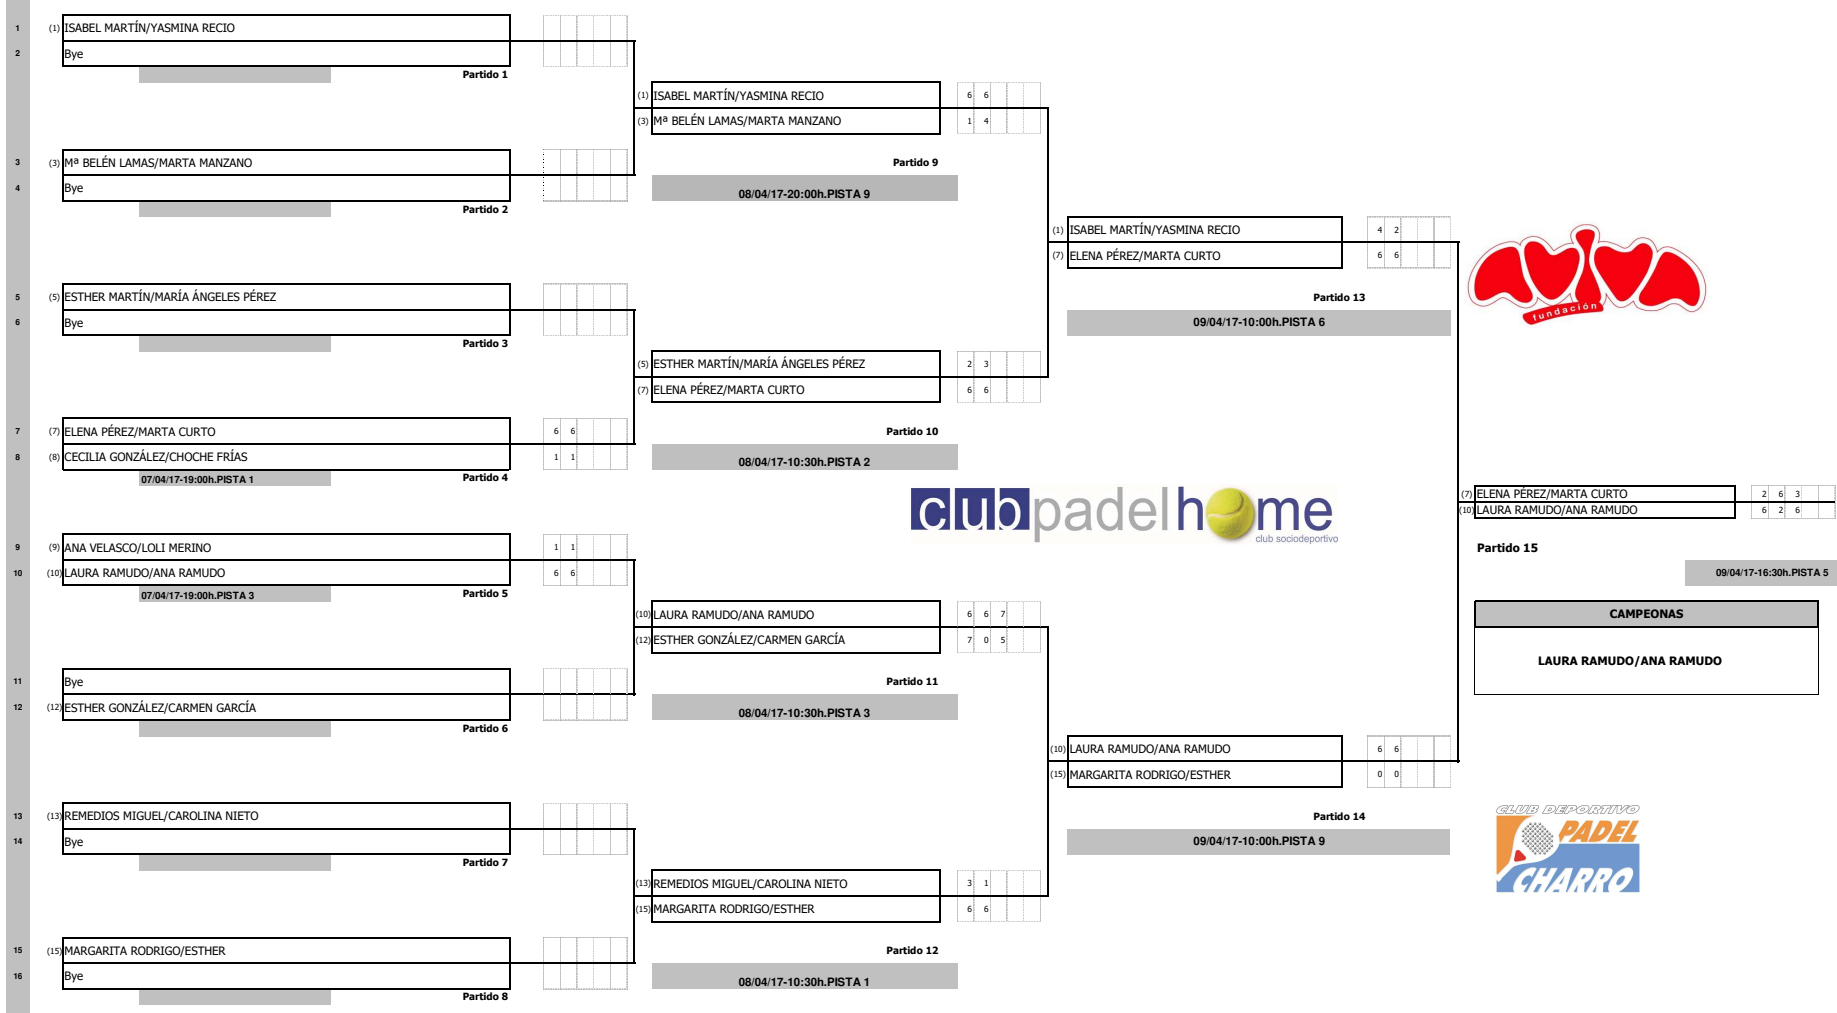 1 (1) ISABEL MARTÍN/YASMINA RECIO
2 Bye
Partido 1
3 (3) Mª BELÉN LAMAS/MARTA MANZANO
4 Bye
Partido 2
5 (5) ESTHER MARTÍN/MARÍA ÁNGELES PÉREZ
6 Bye
Partido 3
7 (7) ELENA PÉREZ/MARTA CURTO 6 6
8 (8) CECILIA GONZÁLEZ/CHOCHE FRÍAS 1 1
07/04/17-19:00h.PISTA 1 Partido 4
9 (9) ANA VELASCO/LOLI MERINO 1 1
10 (10) LAURA RAMUDO/ANA RAMUDO 6 6
07/04/17-19:00h.PISTA 3 Partido 5
11 Bye
12 (12) ESTHER GONZÁLEZ/CARMEN GARCÍA
Partido 6
13 (13) REMEDIOS MIGUEL/CAROLINA NIETO
14 Bye
Partido 7
15 (15) MARGARITA RODRIGO/ESTHER
16 Bye
Partido 8
(1) ISABEL MARTÍN/YASMINA RECIO 6 6
(3) Mª BELÉN LAMAS/MARTA MANZANO 1 4
Partido 9
08/04/17-20:00h.PISTA 9
(5) ESTHER MARTÍN/MARÍA ÁNGELES PÉREZ 2 3
(7) ELENA PÉREZ/MARTA CURTO 6 6
Partido 10
08/04/17-10:30h.PISTA 2
(10) LAURA RAMUDO/ANA RAMUDO 6 6 7
(12) ESTHER GONZÁLEZ/CARMEN GARCÍA 7 0 5
Partido 11
08/04/17-10:30h.PISTA 3
(13) REMEDIOS MIGUEL/CAROLINA NIETO 3 1
(15) MARGARITA RODRIGO/ESTHER 6 6
Partido 12
08/04/17-10:30h.PISTA 1
(1) ISABEL MARTÍN/YASMINA RECIO 4 2
(7) ELENA PÉREZ/MARTA CURTO 6 6
Partido 13
09/04/17-10:00h.PISTA 6
clubpadelhome
club sociodeportivo
(10) LAURA RAMUDO/ANA RAMUDO 6 6
(15) MARGARITA RODRIGO/ESTHER 0 0
Partido 14
09/04/17-10:00h.PISTA 9
aviva
fundación
(7) ELENA PÉREZ/MARTA CURTO 2 6 3
(10) LAURA RAMUDO/ANA RAMUDO 6 2 6
Partido 15
09/04/17-16:30h.PISTA 5
CAMPEONAS
LAURA RAMUDO/ANA RAMUDO
CLUB DEPORTIVO
PADEL
CHARRO